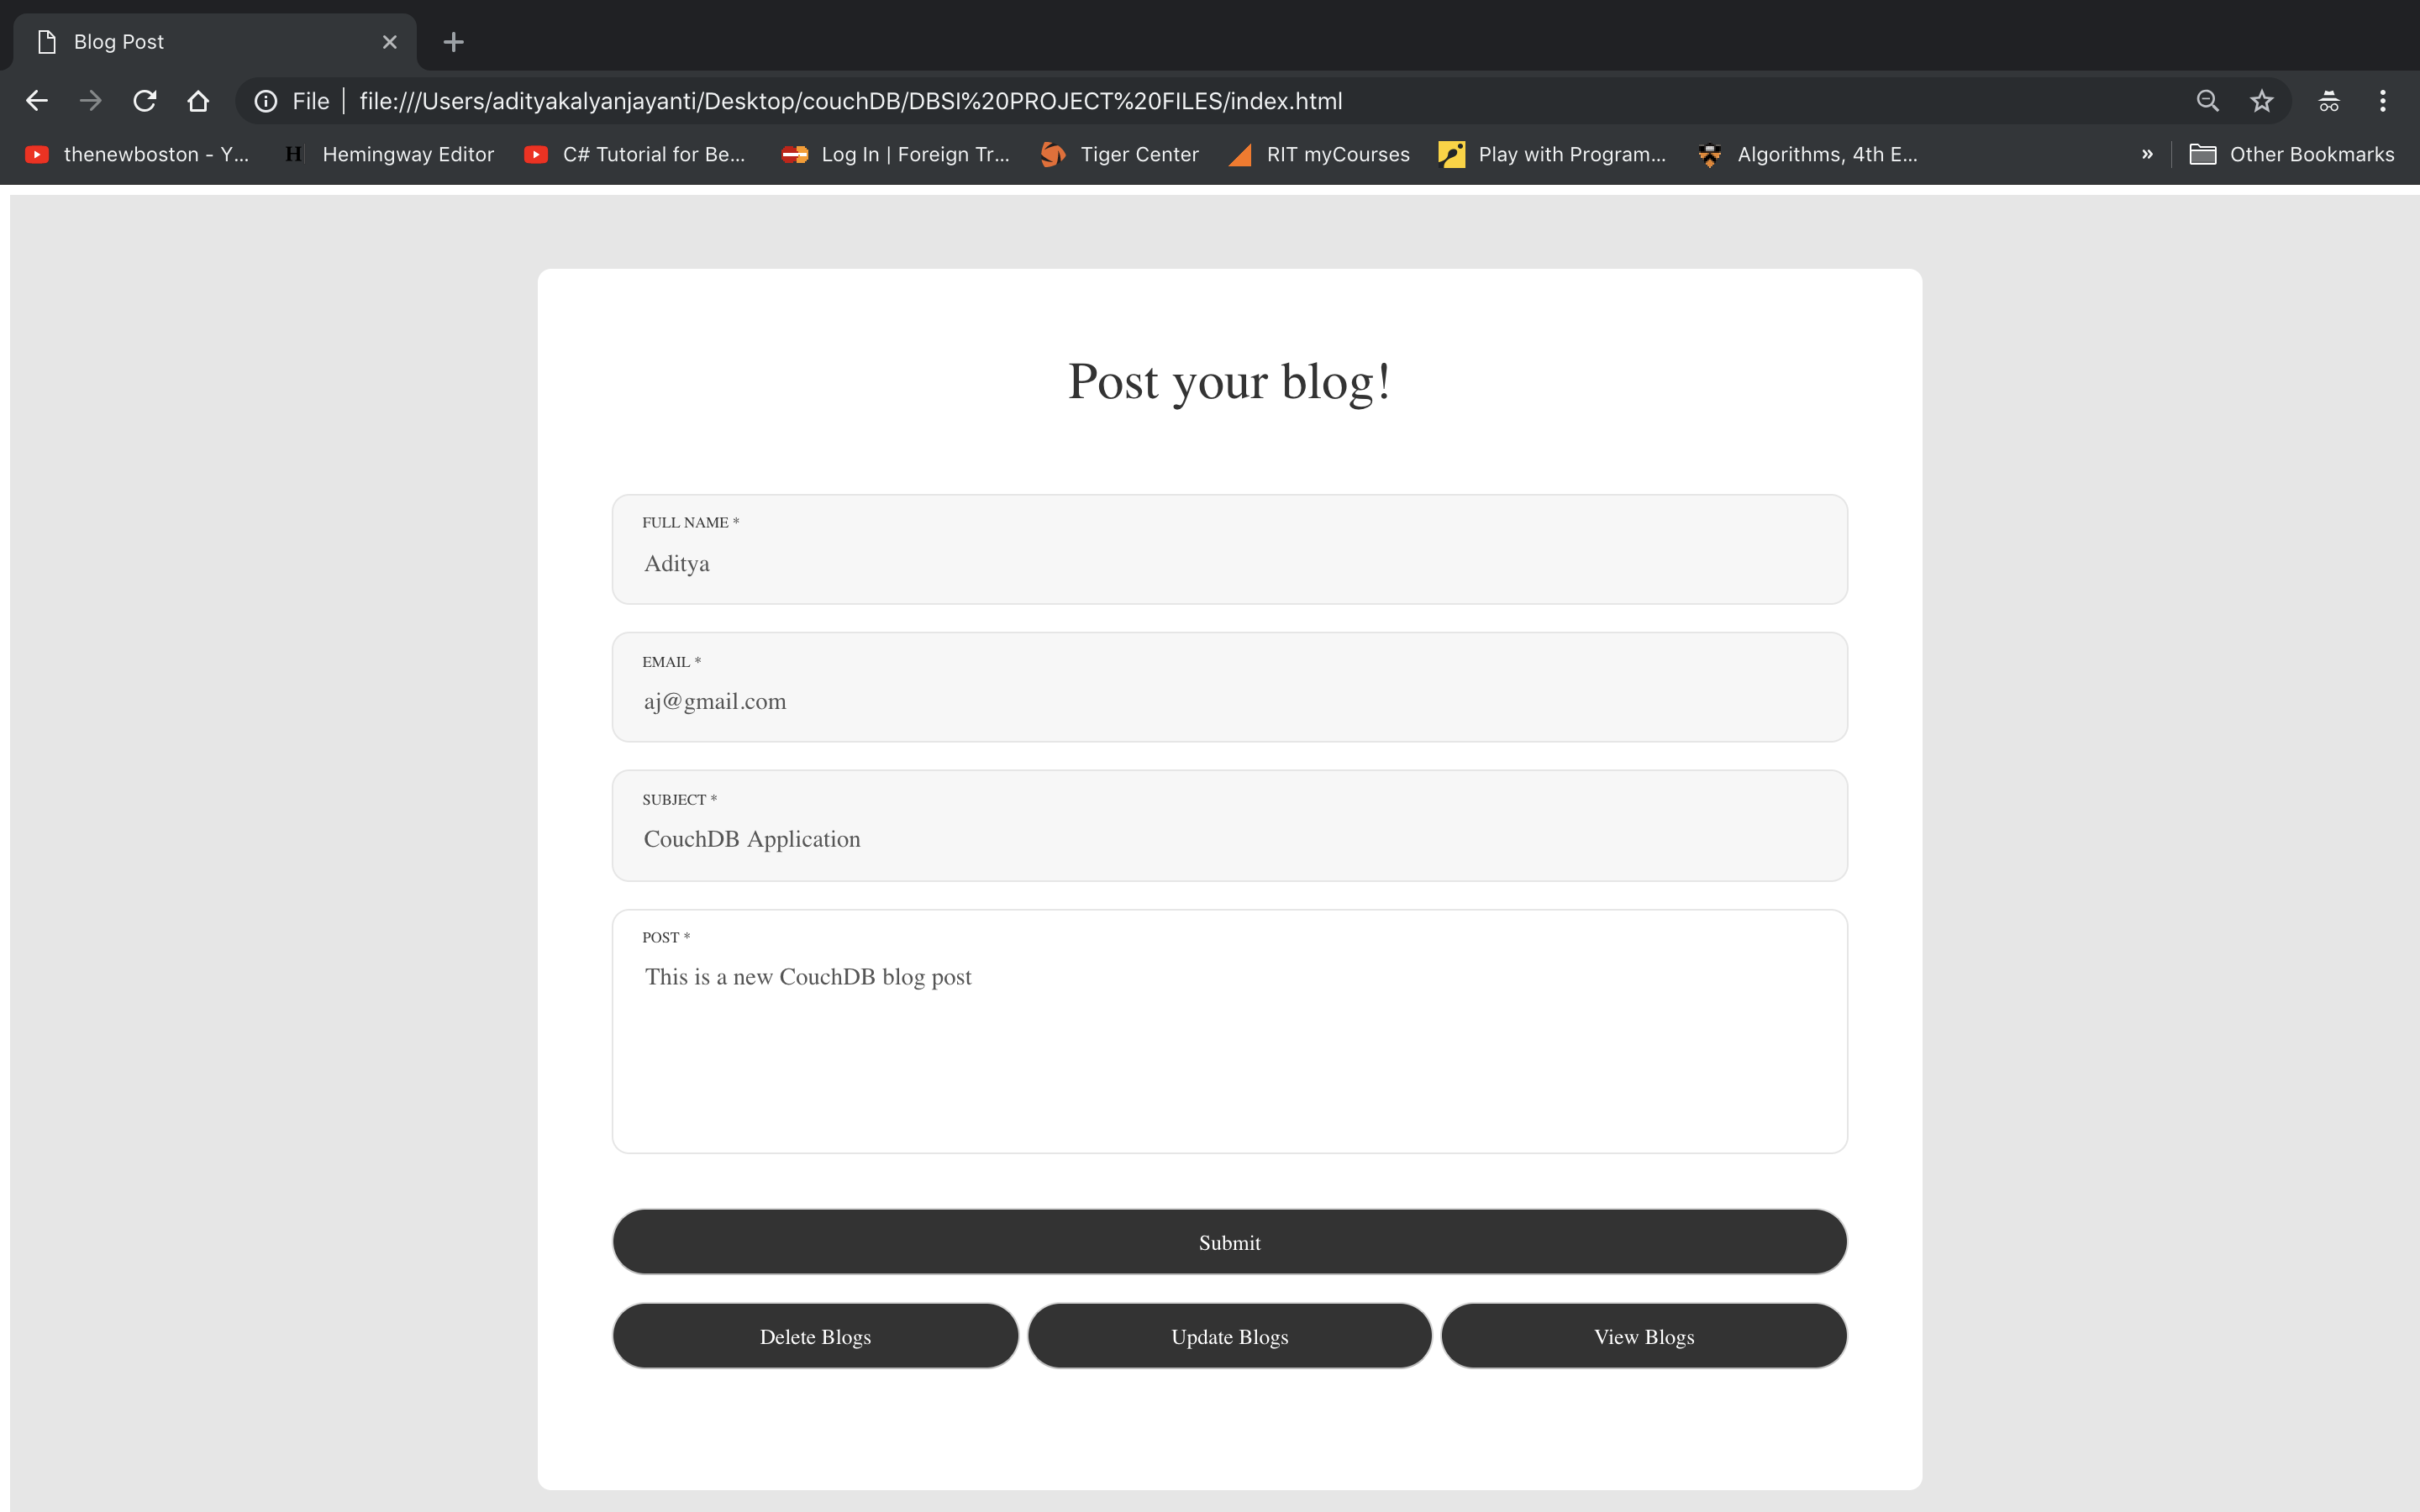 Blog Post
File | file:///Users/adityakalyanjayanti/Desktop/couchDB/DBSI%20PROJECT%20FILES/index.html
thenewboston - Y... H Hemingway Editor C# Tutorial for Be... Log In | Foreign Tr... Tiger Center RIT myCourses Play with Program... Algorithms, 4th E... » Other Bookmarks
Post your blog!
FULL NAME *
Aditya
EMAIL *
aj@gmail.com
SUBJECT *
CouchDB Application
POST *
This is a new CouchDB blog post
Submit
Delete Blogs Update Blogs View Blogs